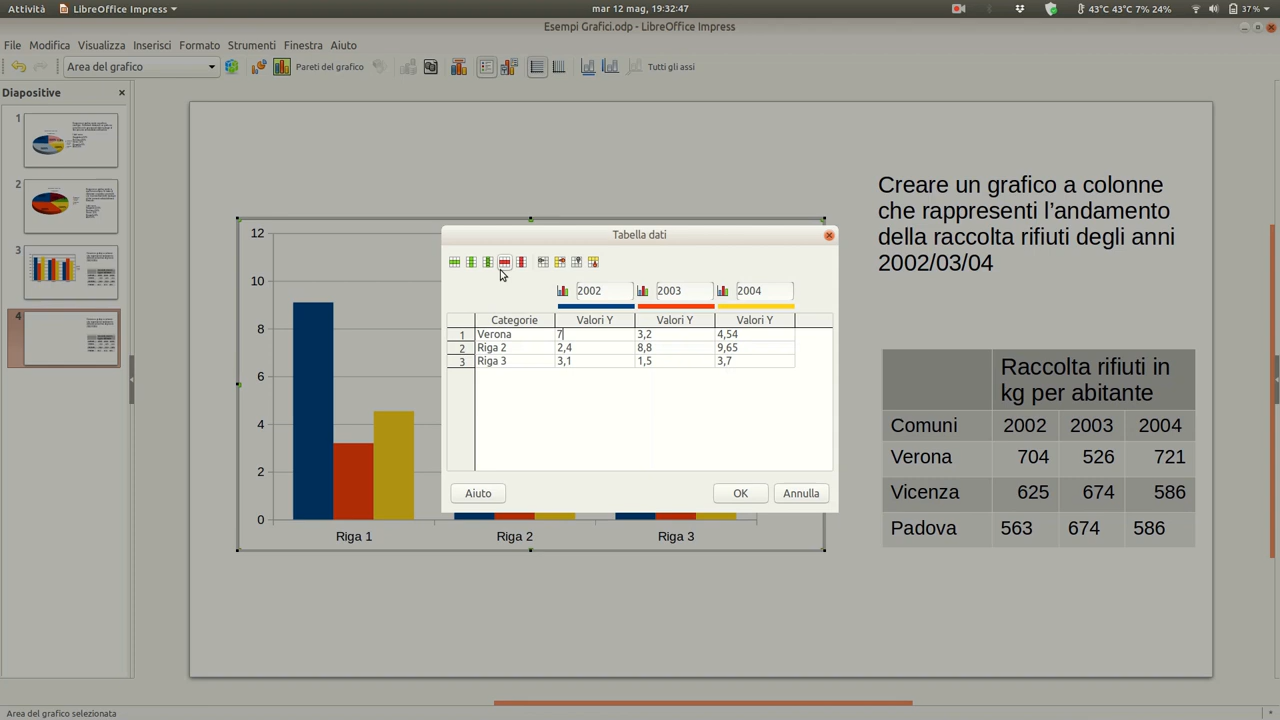 Attività LibreOffice Impress mar 12 mag, 19:32:47 43°C 43°C 7% 24% 37 %
Esempi Grafici.odp - LibreOffice Impress
File Modifica Visualizza Inserisci Formato Strumenti Finestra Aiuto
Area del grafico Pareti del grafico Tutti gli assi
Diapositive
1
2
3
4
12
10
8
6
4
2
0
Riga 1 Riga 2 Riga 3
Tabella dati
2002 2003 2004
Categorie Valori Y Valori Y Valori Y
1 Verona 7 3,2 4,54
2 Riga 2 2,4 8,8 9,65
3 Riga 3 3,1 1,5 3,7
Aiuto OK Annulla
Creare un grafico a colonne
che rappresenti l’andamento
della raccolta rifiuti degli anni
2002/03/04
Raccolta rifiuti in
kg per abitante
Comuni 2002 2003 2004
Verona 704 526 721
Vicenza 625 674 586
Padova 563 674 586
Area del grafico selezionata